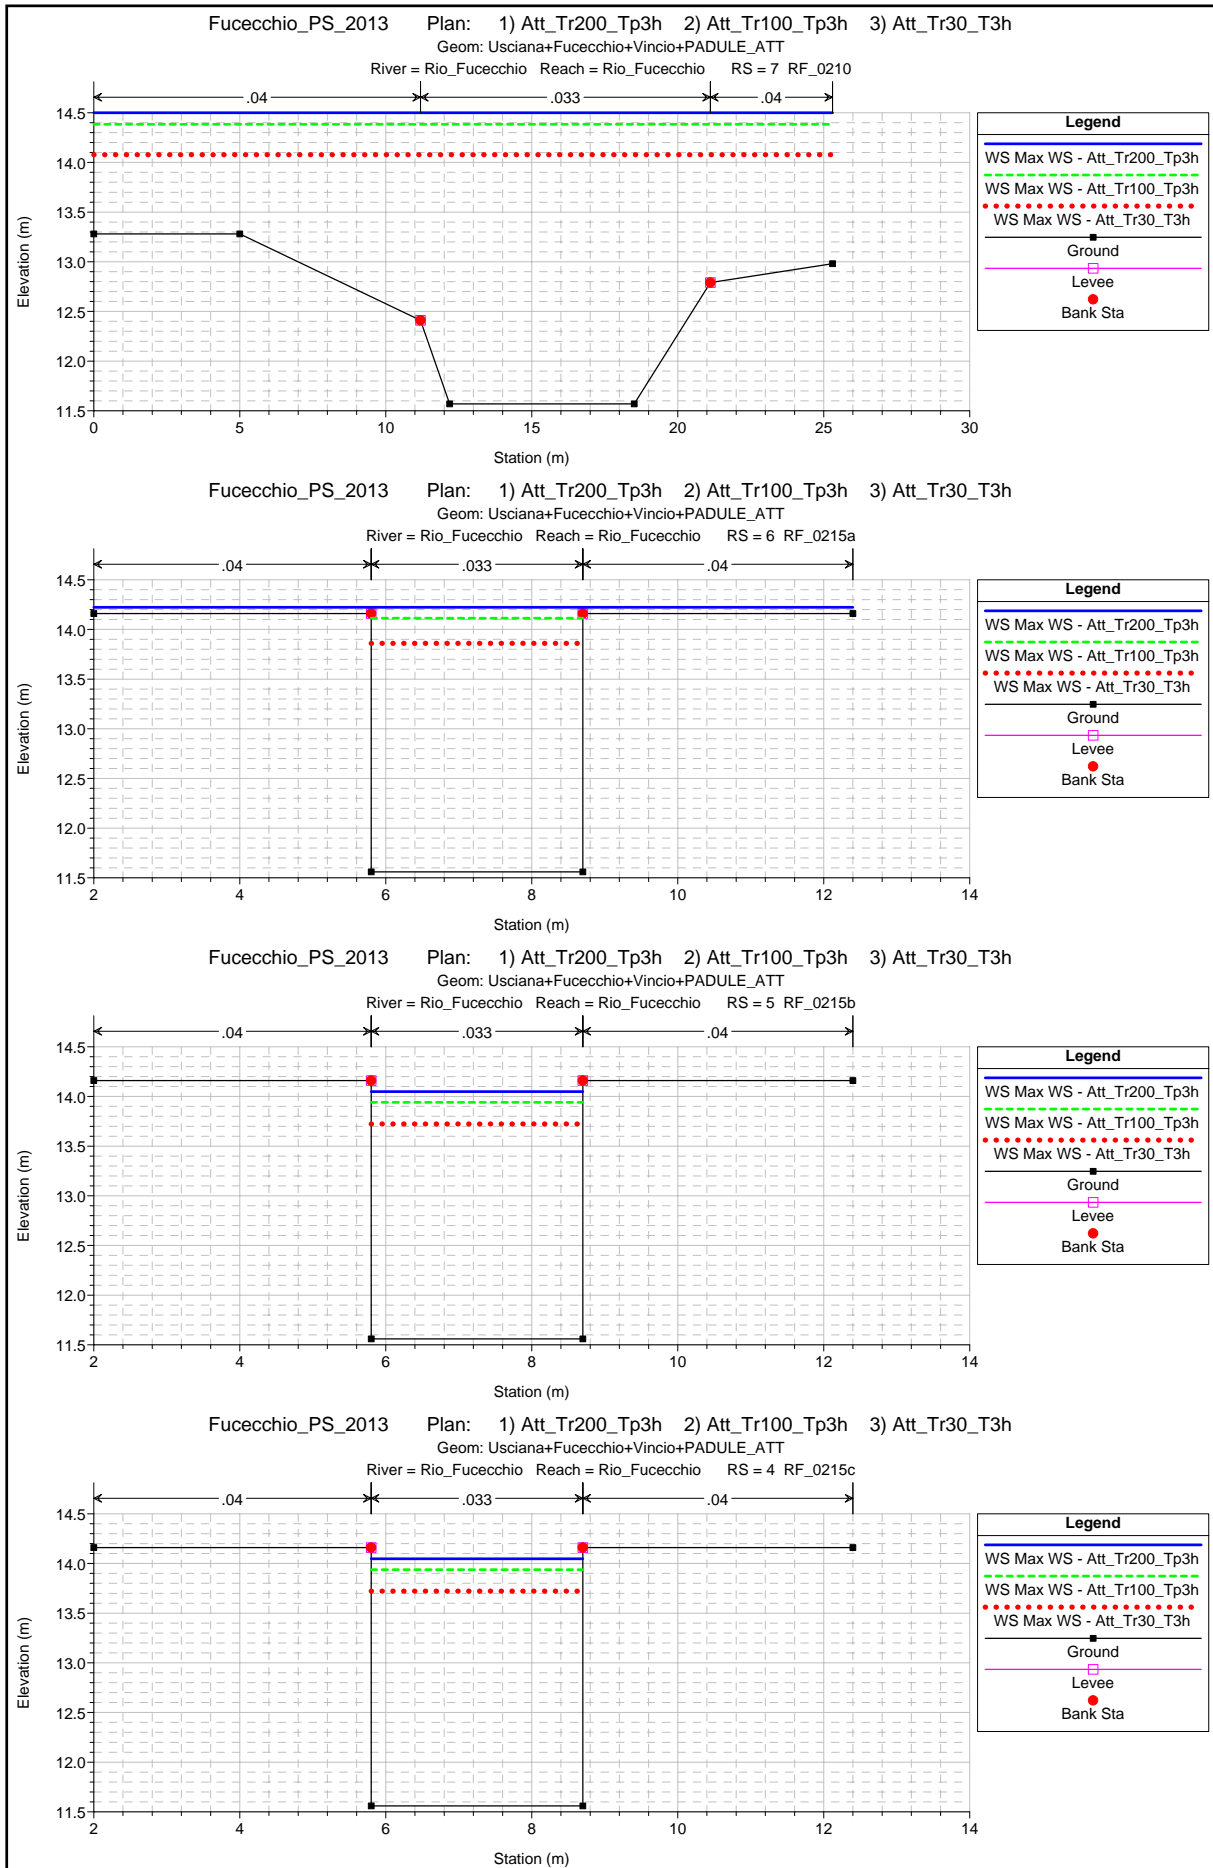 Fucecchio_PS_2013 Plan: 1) Att_Tr200_Tp3h 2) Att_Tr100_Tp3h 3) Att_Tr30_T3h
Geom: Usciana+Fucecchio+Vincio+PADULE_ATT
River = Rio_Fucecchio Reach = Rio_Fucecchio RS = 7 RF_0210
.04 .033 .04
14.5
14.0
13.5
13.0
12.5
12.0
11.5
Elevation (m)
0 5 10 15 20 25 30
Station (m)
Legend
WS Max WS - Att_Tr200_Tp3h
WS Max WS - Att_Tr100_Tp3h
WS Max WS - Att_Tr30_T3h
Ground
Levee
Bank Sta
Fucecchio_PS_2013 Plan: 1) Att_Tr200_Tp3h 2) Att_Tr100_Tp3h 3) Att_Tr30_T3h
Geom: Usciana+Fucecchio+Vincio+PADULE_ATT
River = Rio_Fucecchio Reach = Rio_Fucecchio RS = 6 RF_0215a
.04 .033 .04
14.5
14.0
13.5
13.0
12.5
12.0
11.5
Elevation (m)
2 4 6 8 10 12 14
Station (m)
Legend
WS Max WS - Att_Tr200_Tp3h
WS Max WS - Att_Tr100_Tp3h
WS Max WS - Att_Tr30_T3h
Ground
Levee
Bank Sta
Fucecchio_PS_2013 Plan: 1) Att_Tr200_Tp3h 2) Att_Tr100_Tp3h 3) Att_Tr30_T3h
Geom: Usciana+Fucecchio+Vincio+PADULE_ATT
River = Rio_Fucecchio Reach = Rio_Fucecchio RS = 5 RF_0215b
.04 .033 .04
14.5
14.0
13.5
13.0
12.5
12.0
11.5
Elevation (m)
2 4 6 8 10 12 14
Station (m)
Legend
WS Max WS - Att_Tr200_Tp3h
WS Max WS - Att_Tr100_Tp3h
WS Max WS - Att_Tr30_T3h
Ground
Levee
Bank Sta
Fucecchio_PS_2013 Plan: 1) Att_Tr200_Tp3h 2) Att_Tr100_Tp3h 3) Att_Tr30_T3h
Geom: Usciana+Fucecchio+Vincio+PADULE_ATT
River = Rio_Fucecchio Reach = Rio_Fucecchio RS = 4 RF_0215c
.04 .033 .04
14.5
14.0
13.5
13.0
12.5
12.0
11.5
Elevation (m)
2 4 6 8 10 12 14
Station (m)
Legend
WS Max WS - Att_Tr200_Tp3h
WS Max WS - Att_Tr100_Tp3h
WS Max WS - Att_Tr30_T3h
Ground
Levee
Bank Sta